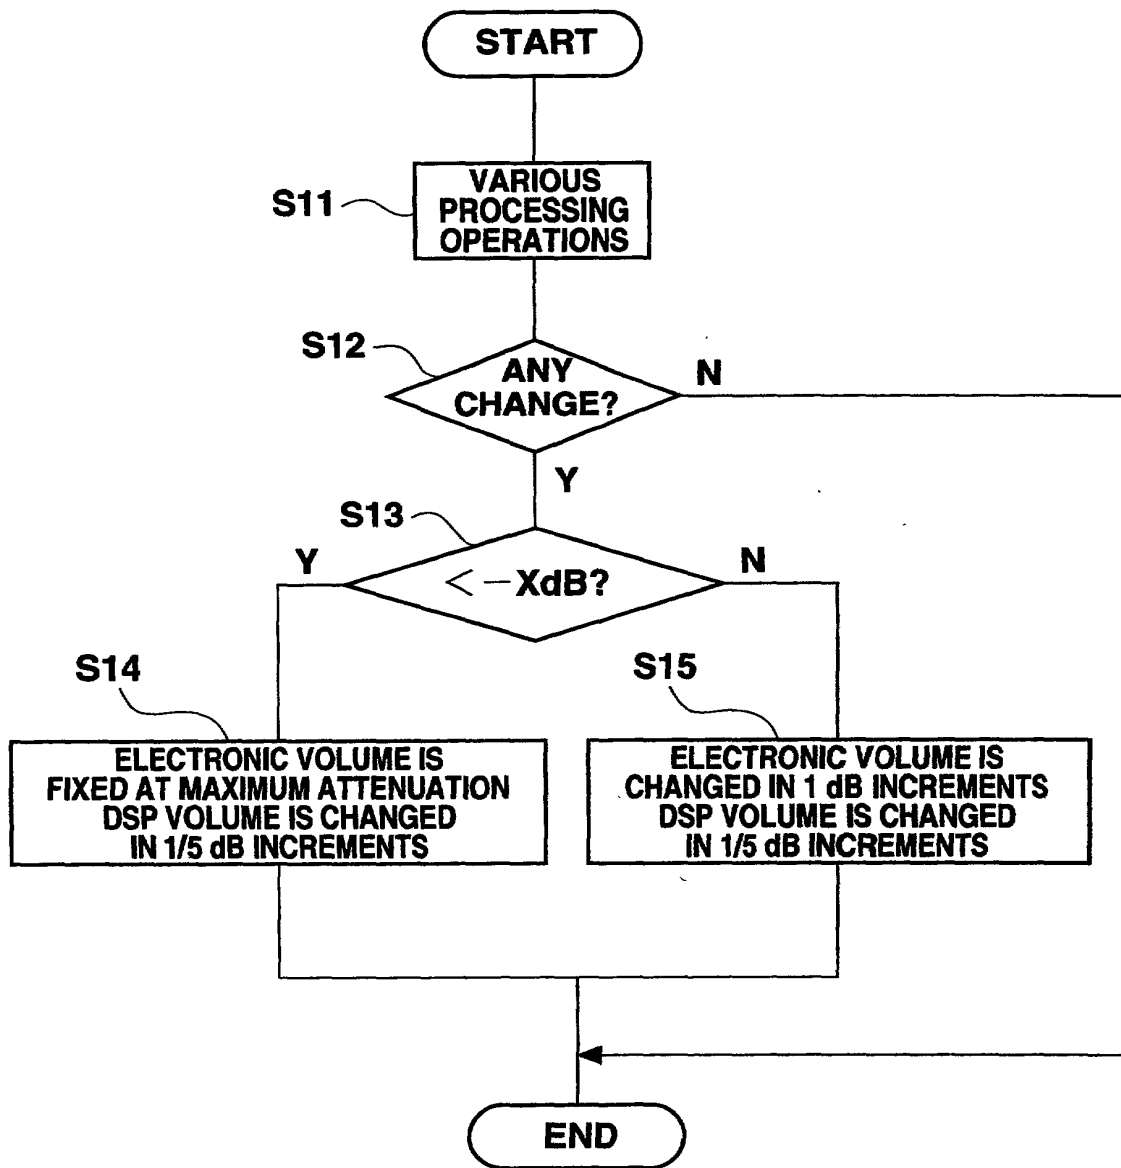 START
S11
VARIOUS
PROCESSING
OPERATIONS
S12
ANY
CHANGE?
N
Y
S13
Y
< −XdB?
N
S14
ELECTRONIC VOLUME IS
FIXED AT MAXIMUM ATTENUATION
DSP VOLUME IS CHANGED
IN 1/5 dB INCREMENTS
S15
ELECTRONIC VOLUME IS
CHANGED IN 1 dB INCREMENTS
DSP VOLUME IS CHANGED
IN 1/5 dB INCREMENTS
END